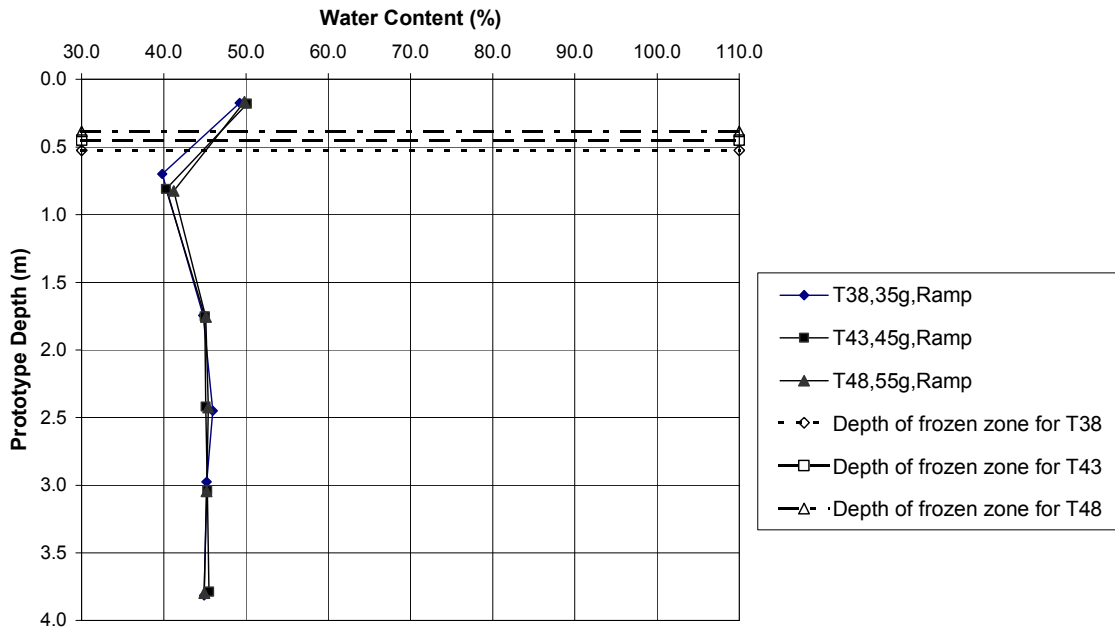 Water Content (%)
30.0 40.0 50.0 60.0 70.0 80.0 90.0 100.0 110.0
0.0
0.5
1.0
1.5
2.0
2.5
3.0
3.5
4.0
Prototype Depth (m)
T38,35g,Ramp
T43,45g,Ramp
T48,55g,Ramp
Depth of frozen zone for T38
Depth of frozen zone for T43
Depth of frozen zone for T48